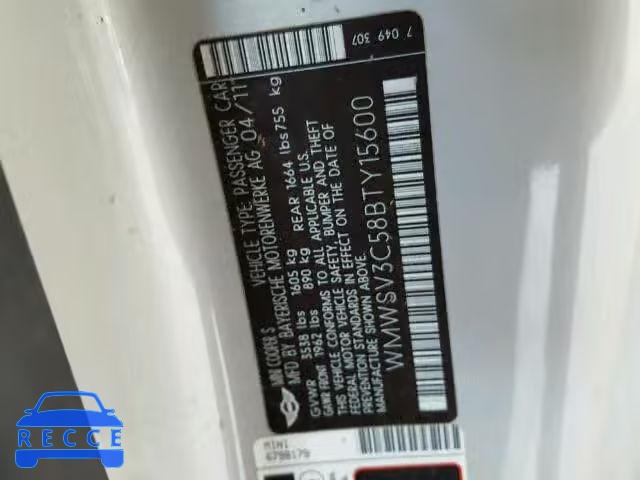 MINI COOPER S
VEHICLE TYPE: PASSENGER CAR
MFD BY BAYERISCHE MOTORENWERKE AG 04/11
GVWR 3538 lbs 1605 kg
GAWR FRONT 1962 lbs 890 kg REAR 1664 lbs 755 kg
THIS VEHICLE CONFORMS TO ALL APPLICABLE U.S.
FEDERAL MOTOR VEHICLE SAFETY, BUMPER AND THEFT
PREVENTION STANDARDS IN EFFECT ON THE DATE OF
MANUFACTURE SHOWN ABOVE.
WMWSV3C58BTY15600
7 049 307
MINI
6798179
RECCE